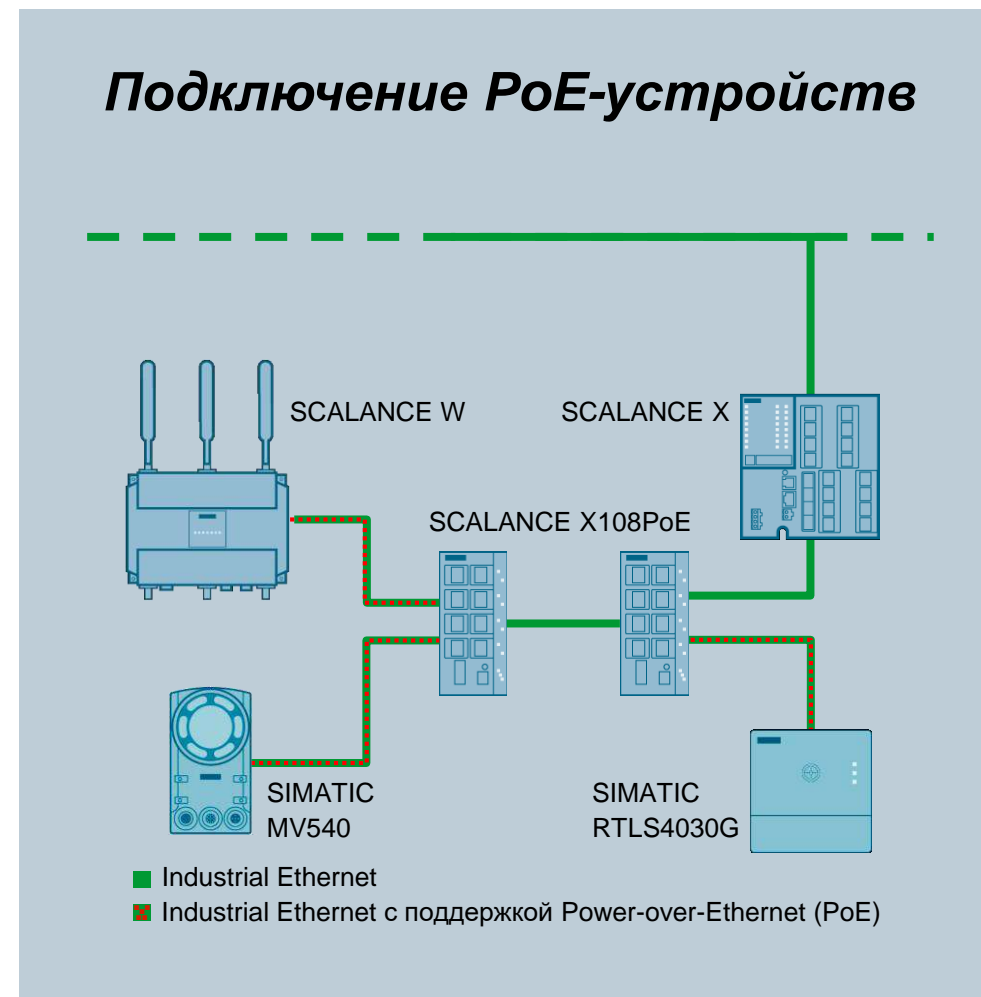 Подключение PoE-устройств
SCALANCE W
SCALANCE X
SCALANCE X108PoE
SIMATIC
MV540
SIMATIC
RTLS4030G
Industrial Ethernet
Industrial Ethernet с поддержкой Power-over-Ethernet (PoE)